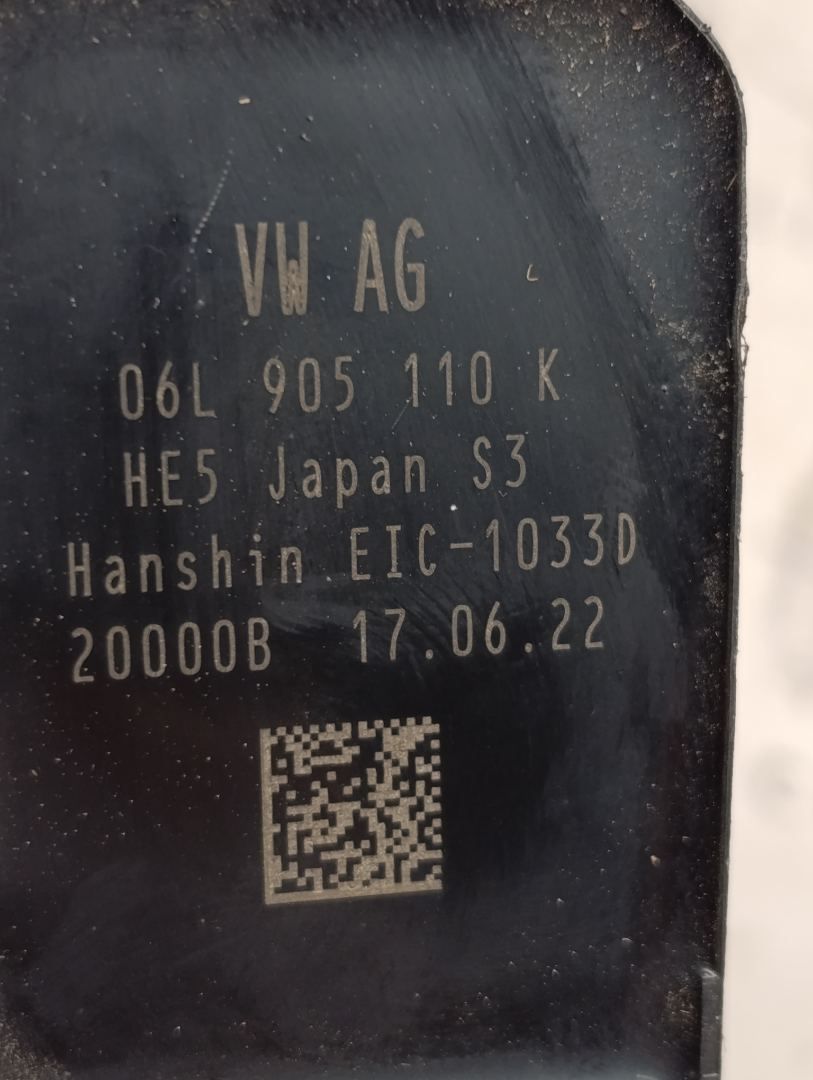 VW AG
06L 905 110 K
HE5 Japan S3
Hanshin EIC-1033D
20000B 17.06.22